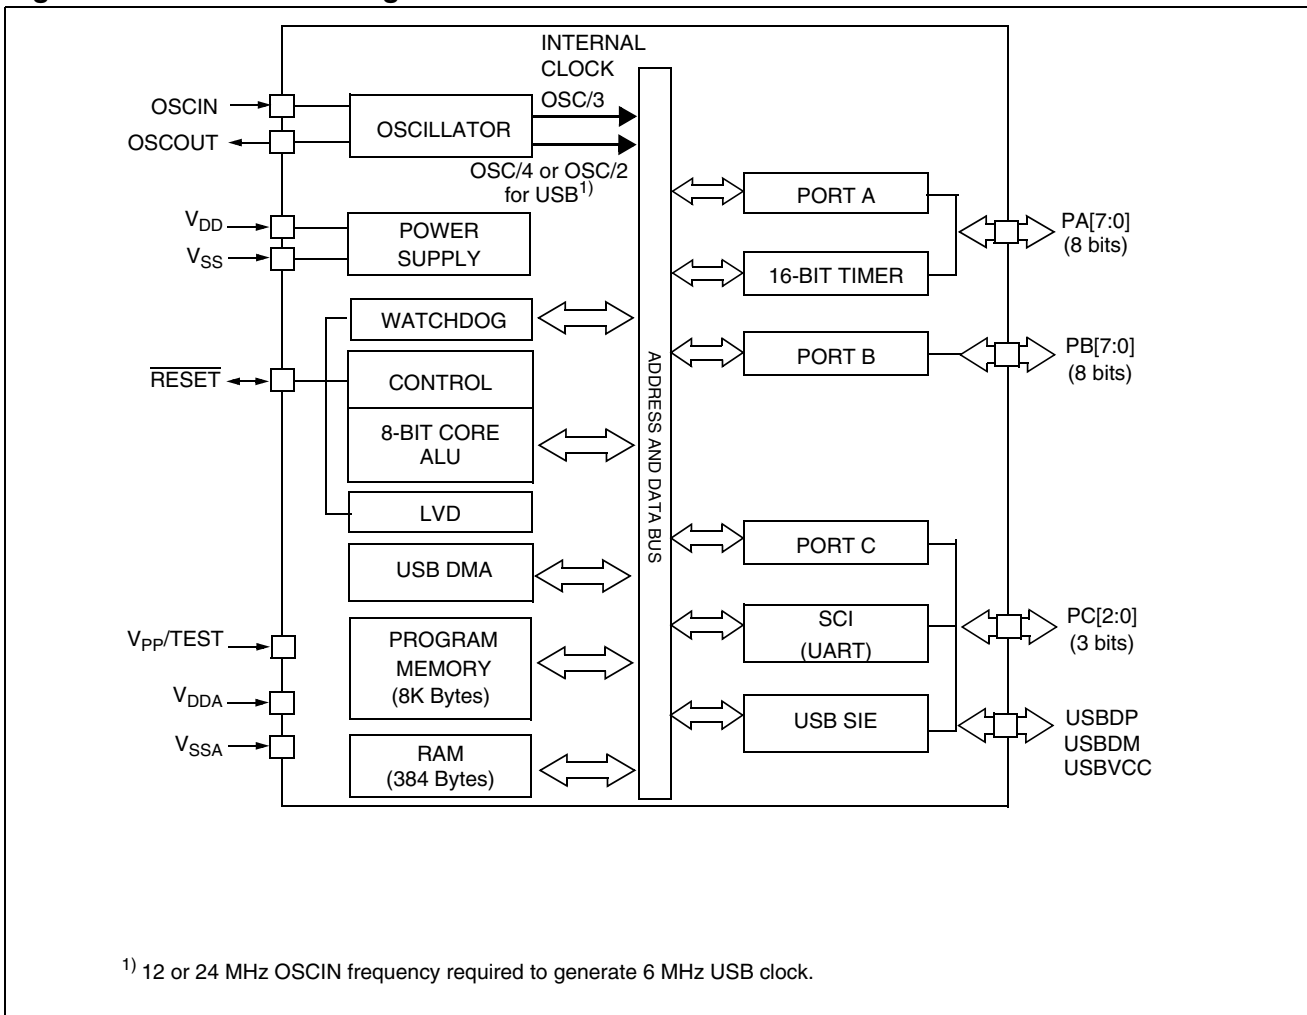 INTERNAL
CLOCK
OSCIN
OSCILLATOR
OSC/3
OSCOUT
OSC/4 or OSC/2
for USB1)
VDD
VSS
POWER
SUPPLY
WATCHDOG
RESET
CONTROL
8-BIT CORE
ALU
LVD
USB DMA
VPP/TEST
PROGRAM
MEMORY
(8K Bytes)
VDDA
VSSA
RAM
(384 Bytes)
ADDRESS AND DATA BUS
PORT A
PA[7:0]
(8 bits)
16-BIT TIMER
PORT B
PB[7:0]
(8 bits)
PORT C
SCI
(UART)
PC[2:0]
(3 bits)
USB SIE
USBDP
USBDM
USBVCC
1) 12 or 24 MHz OSCIN frequency required to generate 6 MHz USB clock.